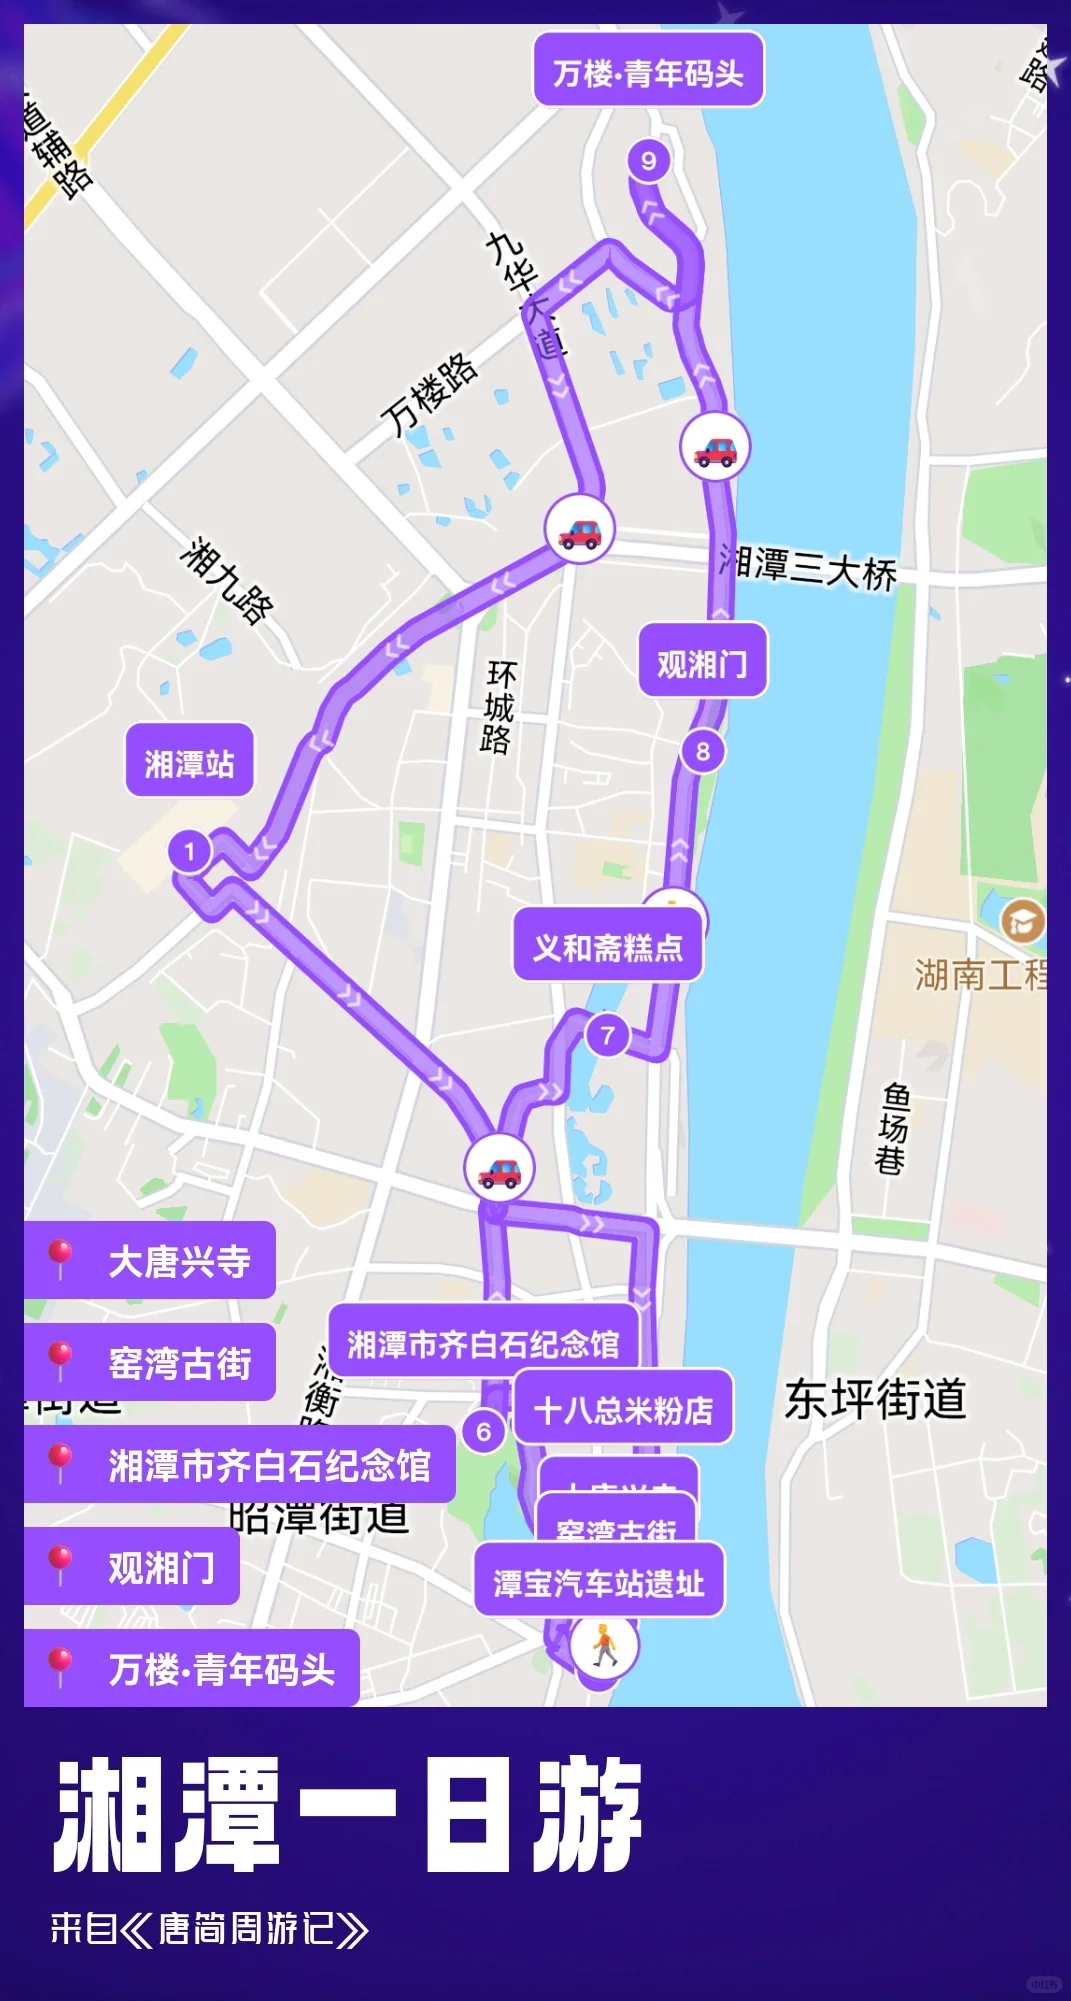 万楼·青年码头
9
道辅路
九华大道
万楼路
湘九路
湘潭三大桥
观湘门
环城路
8
湘潭站
1
义和斋糕点
湖南工程
7
鱼场巷
大唐兴寺
窑湾古街
湘潭市齐白石纪念馆
十八总米粉店
东坪街道
6
湘潭市齐白石纪念馆
昭潭街道
窑湾古街
潭宝汽车站遗址
观湘门
万楼·青年码头
湘潭一日游
来自《唐简周游记》
小红书